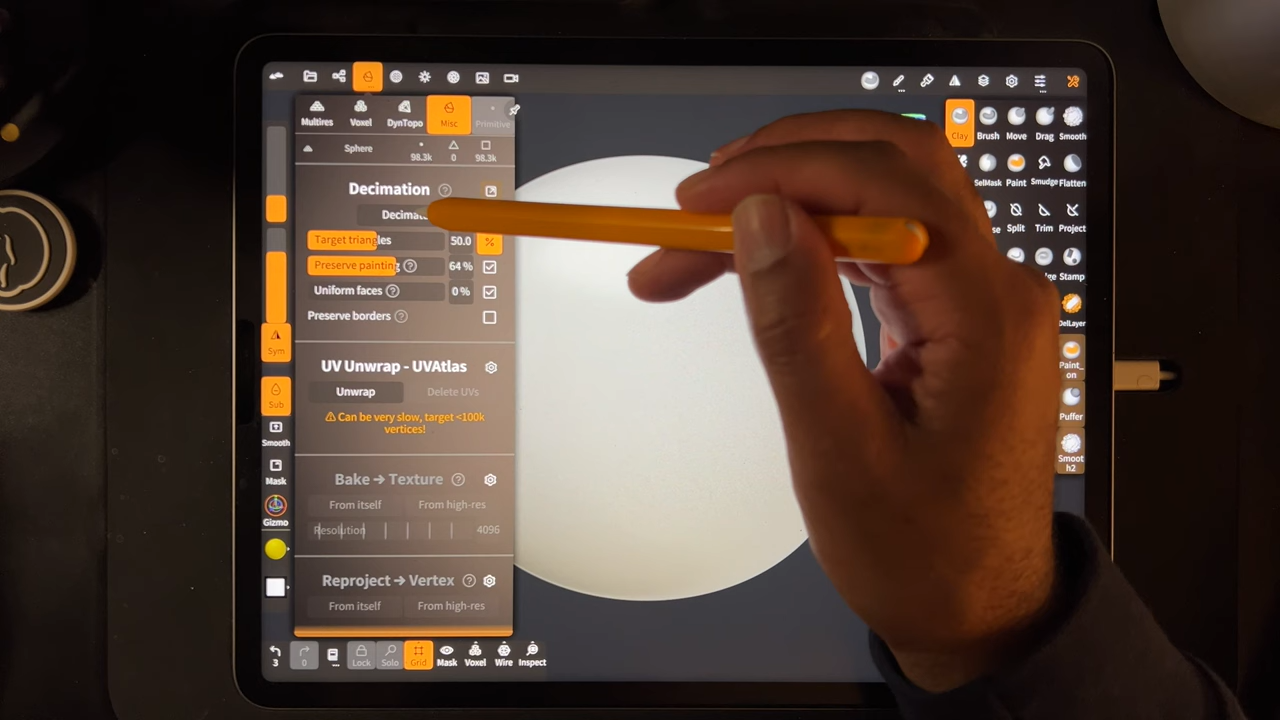 Multires Voxel DynTopo Misc Primitive
Clay Brush Move Drag Smooth
Sphere 98.3k 0 98.3k
SelMask Paint Smudge Flatten
Decimation ?
Split Trim Project
Target triangles 50.0 %
Preserve painting ? 64 %
Stamp
Uniform faces ? 0 %
Preserve borders ?
DelLayer
Sym
UV Unwrap - UVAtlas
Paint_on
Unwrap Delete UVs
Sub
Can be very slow, target <100k
vertices!
Puffer
Smooth
Smooth2
Mask
Bake → Texture ?
From itself From high-res
Gizmo
Resolution 4096
Reproject → Vertex ?
From itself From high-res
3 0 Lock Solo Grid Mask Voxel Wire Inspect